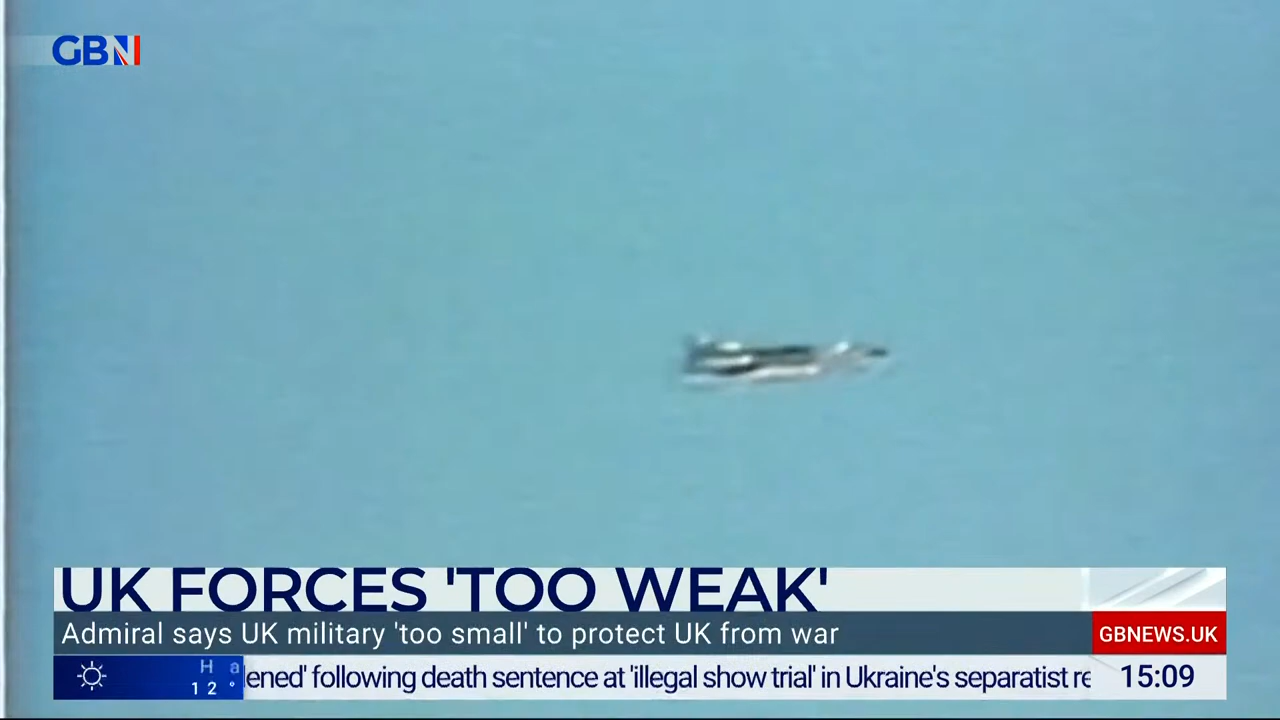 GBN
UK FORCES 'TOO WEAK'
Admiral says UK military 'too small' to protect UK from war
GBNEWS.UK
H a
12°
ened' following death sentence at 'illegal show trial' in Ukraine's separatist re
15:09